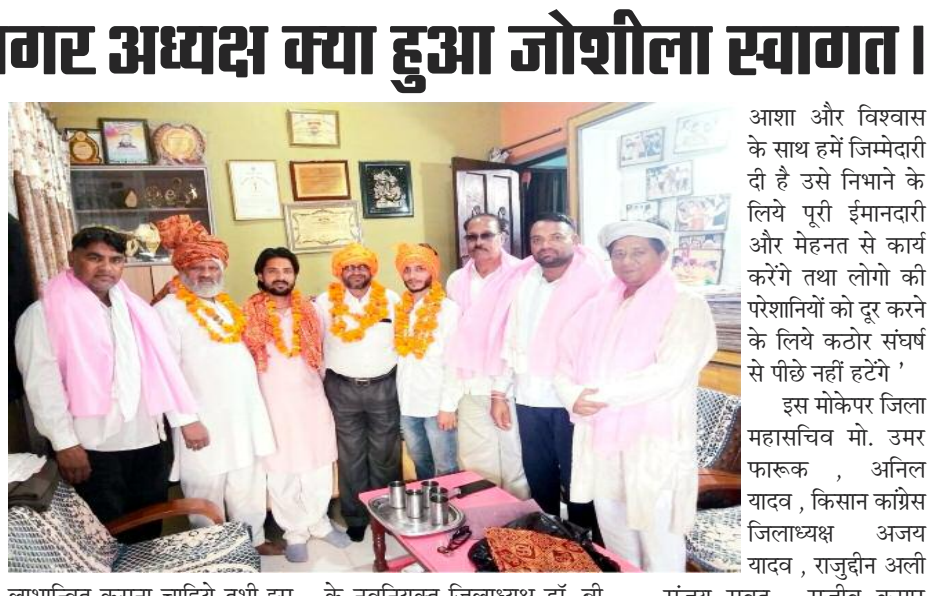 अध्यक्ष क्या हुआ जोशीला स्वागत।
आशा और विश्वास
के साथ हमें जिम्मेदारी
दी है उसे निभाने के
लिये पूरी ईमानदारी
और मेहनत से कार्य
करेंगे तथा लोगो की
परेशानियों को दूर करने
के लिये कठोर संघर्ष
से पीछे नहीं हटेंगे ’
इस मोकेपर जिला
महासचिव मो. उमर
फारूक , अनिल
यादव , किसान कांग्रेस
जिलाध्यक्ष अजय
यादव , राजुद्दीन अली